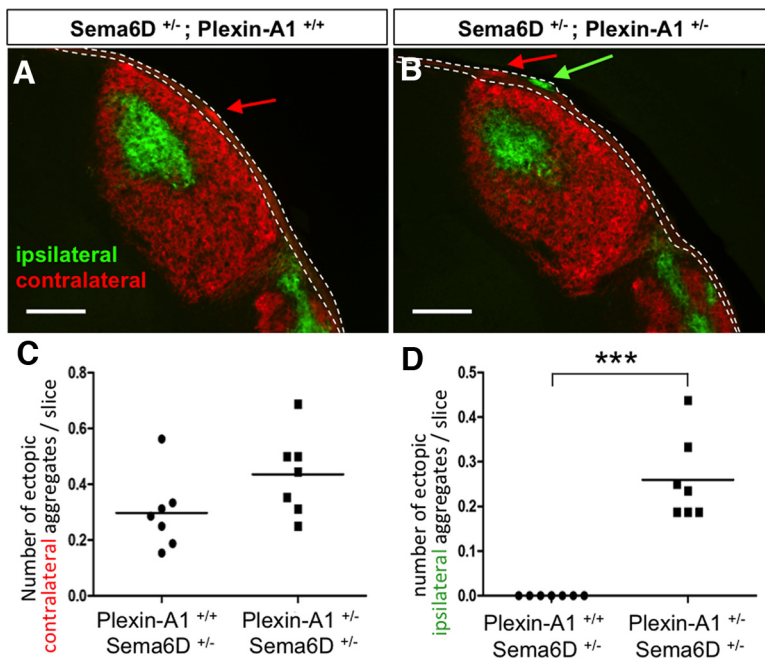 Sema6D +/- ; Plexin-A1 +/+
Sema6D +/- ; Plexin-A1 +/-
A
B
ipsilateral
contralateral
C
Number of ectopic
contralateral aggregates / slice
0.8
0.6
0.4
0.2
0.0
Plexin-A1 +/+
Sema6D +/-
Plexin-A1 +/-
Sema6D +/-
D
number of ectopic
ipsilateral aggregates / slice
0.5
0.4
0.3
0.2
0.1
0.0
***
Plexin-A1 +/+
Sema6D +/-
Plexin-A1 +/-
Sema6D +/-